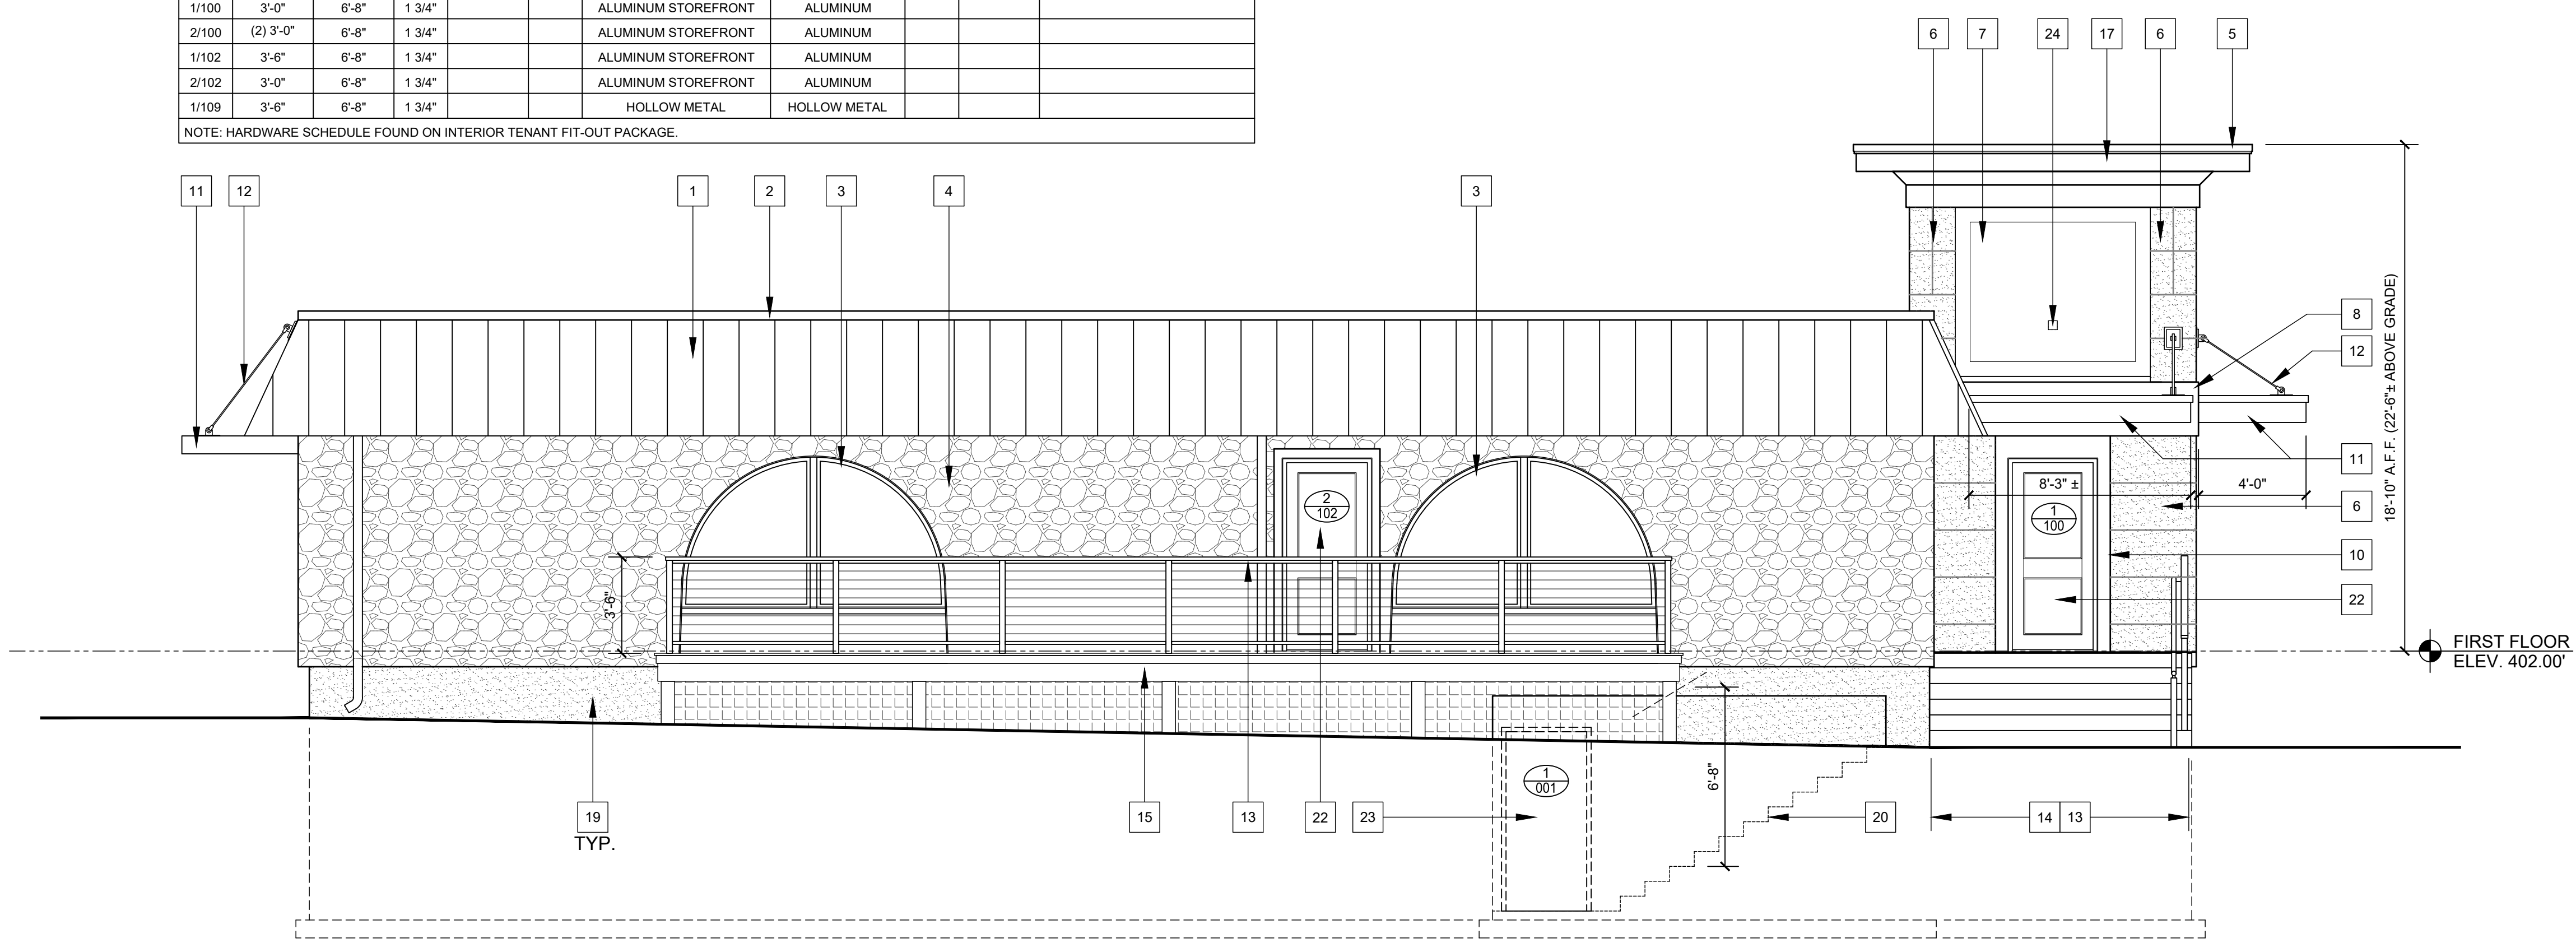 1/100 3'-0" 6'-8" 1 3/4" ALUMINUM STOREFRONT ALUMINUM
2/100 (2) 3'-0" 6'-8" 1 3/4" ALUMINUM STOREFRONT ALUMINUM
1/102 3'-6" 6'-8" 1 3/4" ALUMINUM STOREFRONT ALUMINUM
2/102 3'-0" 6'-8" 1 3/4" ALUMINUM STOREFRONT ALUMINUM
1/109 3'-6" 6'-8" 1 3/4" HOLLOW METAL HOLLOW METAL
NOTE: HARDWARE SCHEDULE FOUND ON INTERIOR TENANT FIT-OUT PACKAGE.
6 7 24 17 6 5
11 12 1 2 3 4 3
8
12
18'-10" A.F.F. (22'-6"± ABOVE GRADE)
11
8'-3" ± 4'-0"
6
2
102
1
100
10
3'-6"
22
FIRST FLOOR
ELEV. 402.00'
6'-8"
1
001
19 15 13 22 23 20 14 13
TYP.